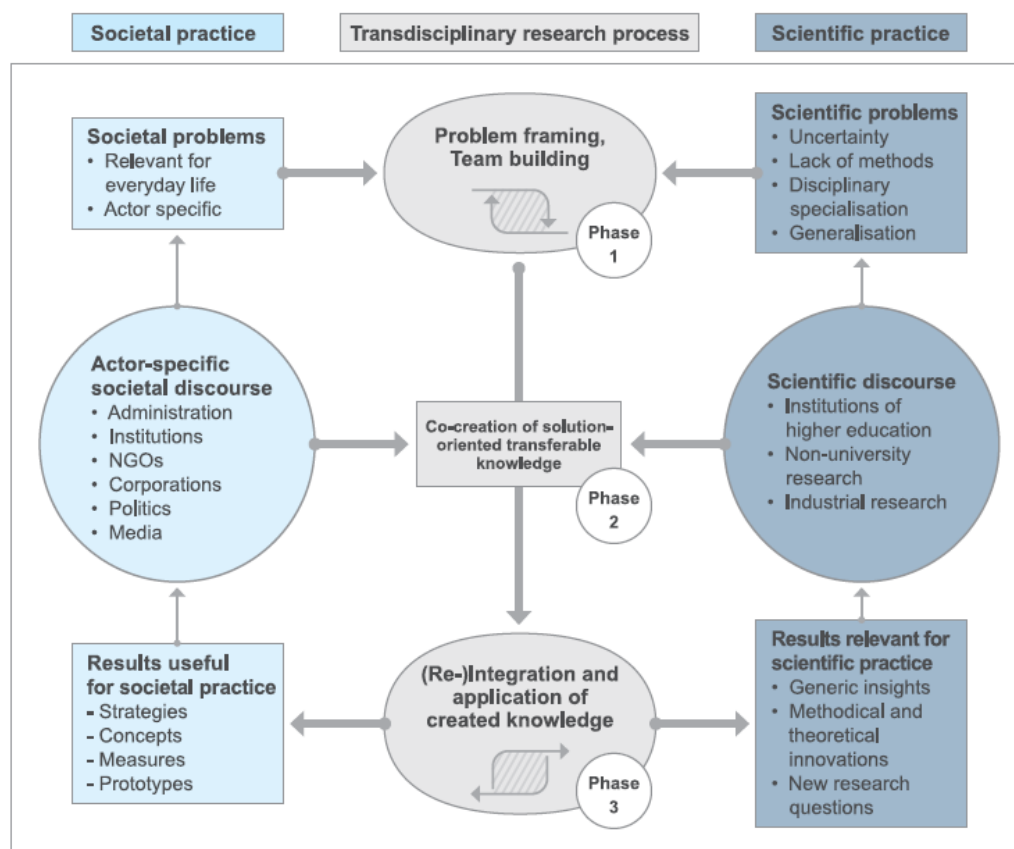 Societal practice
Transdisciplinary research process
Scientific practice
Societal problems
• Relevant for
everyday life
• Actor specific
Problem framing,
Team building
Phase
1
Scientific problems
• Uncertainty
• Lack of methods
• Disciplinary
specialisation
• Generalisation
Actor-specific
societal discourse
• Administration
• Institutions
• NGOs
• Corporations
• Politics
• Media
Co-creation of solution-
oriented transferable
knowledge
Phase
2
Scientific discourse
• Institutions of
higher education
• Non-university
research
• Industrial research
Results useful
for societal practice
- Strategies
- Concepts
- Measures
- Prototypes
(Re-)Integration and
application of
created knowledge
Phase
3
Results relevant for
scientific practice
• Generic insights
• Methodical and
theoretical
innovations
• New research
questions